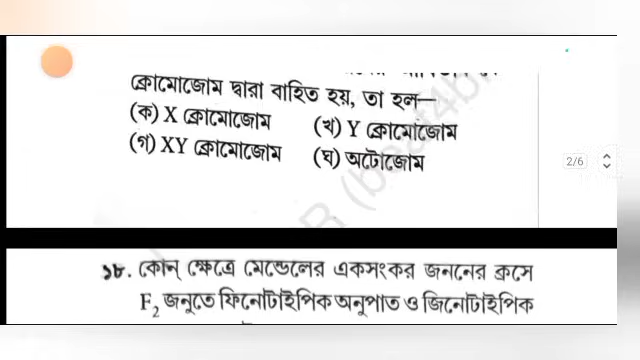 ক্রোমোজোম দ্বারা বাহিত হয়, তা হল—
(ক) X ক্রোমোজোম (খ) Y ক্রোমোজোম
(গ) XY ক্রোমোজোম (ঘ) অটোজোম
2/6
১৮. কোন্ ক্ষেত্রে মেন্ডেলের একসংকর জননের ক্রসে
F₂ জনুতে ফিনোটাইপিক অনুপাত ও জিনোটাইপিক